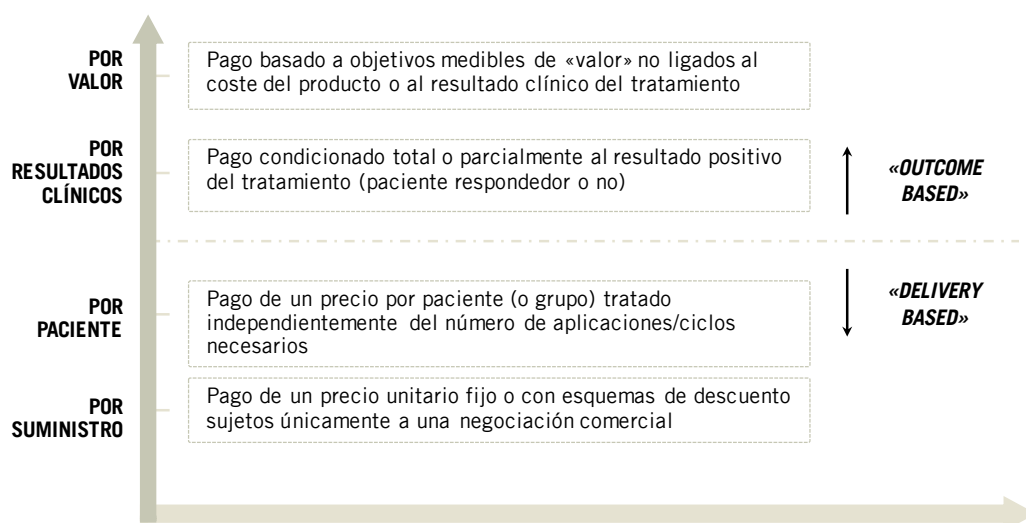 POR
VALOR
Pago basado a objetivos medibles de «valor» no ligados al
coste del producto o al resultado clínico del tratamiento
POR
RESULTADOS
CLÍNICOS
Pago condicionado total o parcialmente al resultado positivo
del tratamiento (paciente respondedor o no)
«OUTCOME
BASED»
POR
PACIENTE
Pago de un precio por paciente (o grupo) tratado
independientemente del número de aplicaciones/ciclos
necesarios
«DELIVERY
BASED»
POR
SUMINISTRO
Pago de un precio unitario fijo o con esquemas de descuento
sujetos únicamente a una negociación comercial